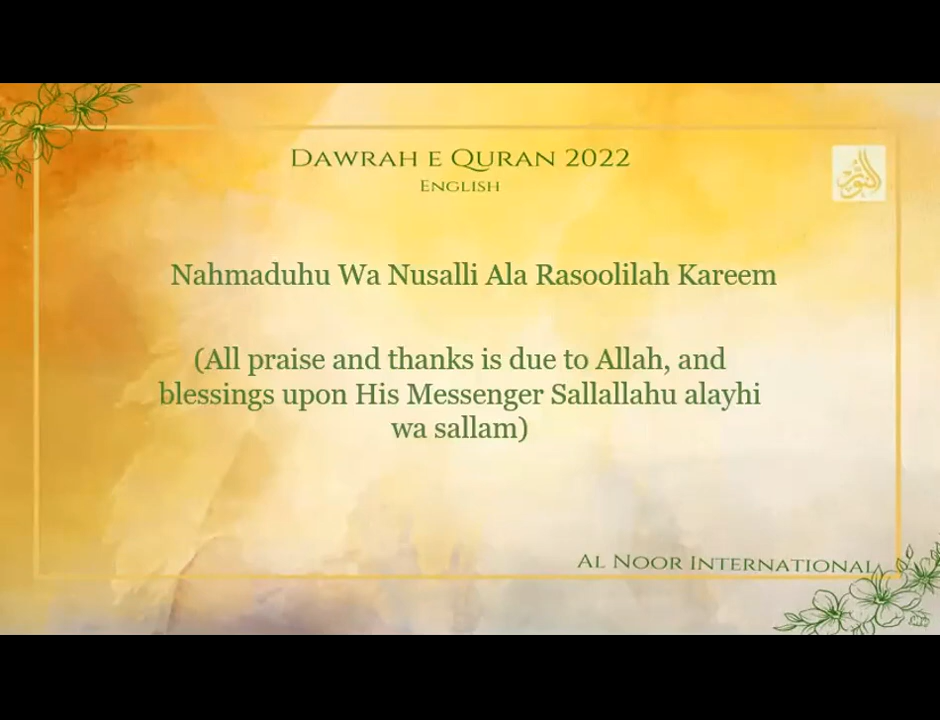 DAWRAH E QURAN 2022
ENGLISH
النور
Nahmaduhu Wa Nusalli Ala Rasoolilah Kareem
(All praise and thanks is due to Allah, and
blessings upon His Messenger Sallallahu alayhi
wa sallam)
AL NOOR INTERNATIONAL